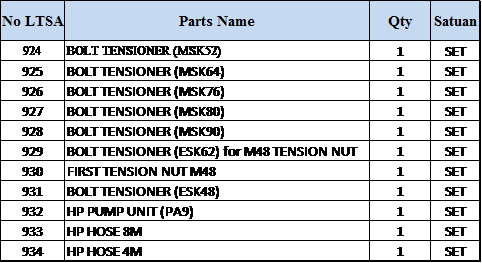 No LTSA Parts Name Qty Satuan
924 BOLT TENSIONER (MSK52) 1 SET
925 BOLT TENSIONER (MSK64) 1 SET
926 BOLT TENSIONER (MSK76) 1 SET
927 BOLT TENSIONER (MSK80) 1 SET
928 BOLT TENSIONER (MSK90) 1 SET
929 BOLT TENSIONER (ESK62) for M48 TENSION NUT 1 SET
930 FIRST TENSION NUT M48 1 SET
931 BOLT TENSIONER (ESK48) 1 SET
932 HP PUMP UNIT (PA9) 1 SET
933 HP HOSE 8M 1 SET
934 HP HOSE 4M 1 SET